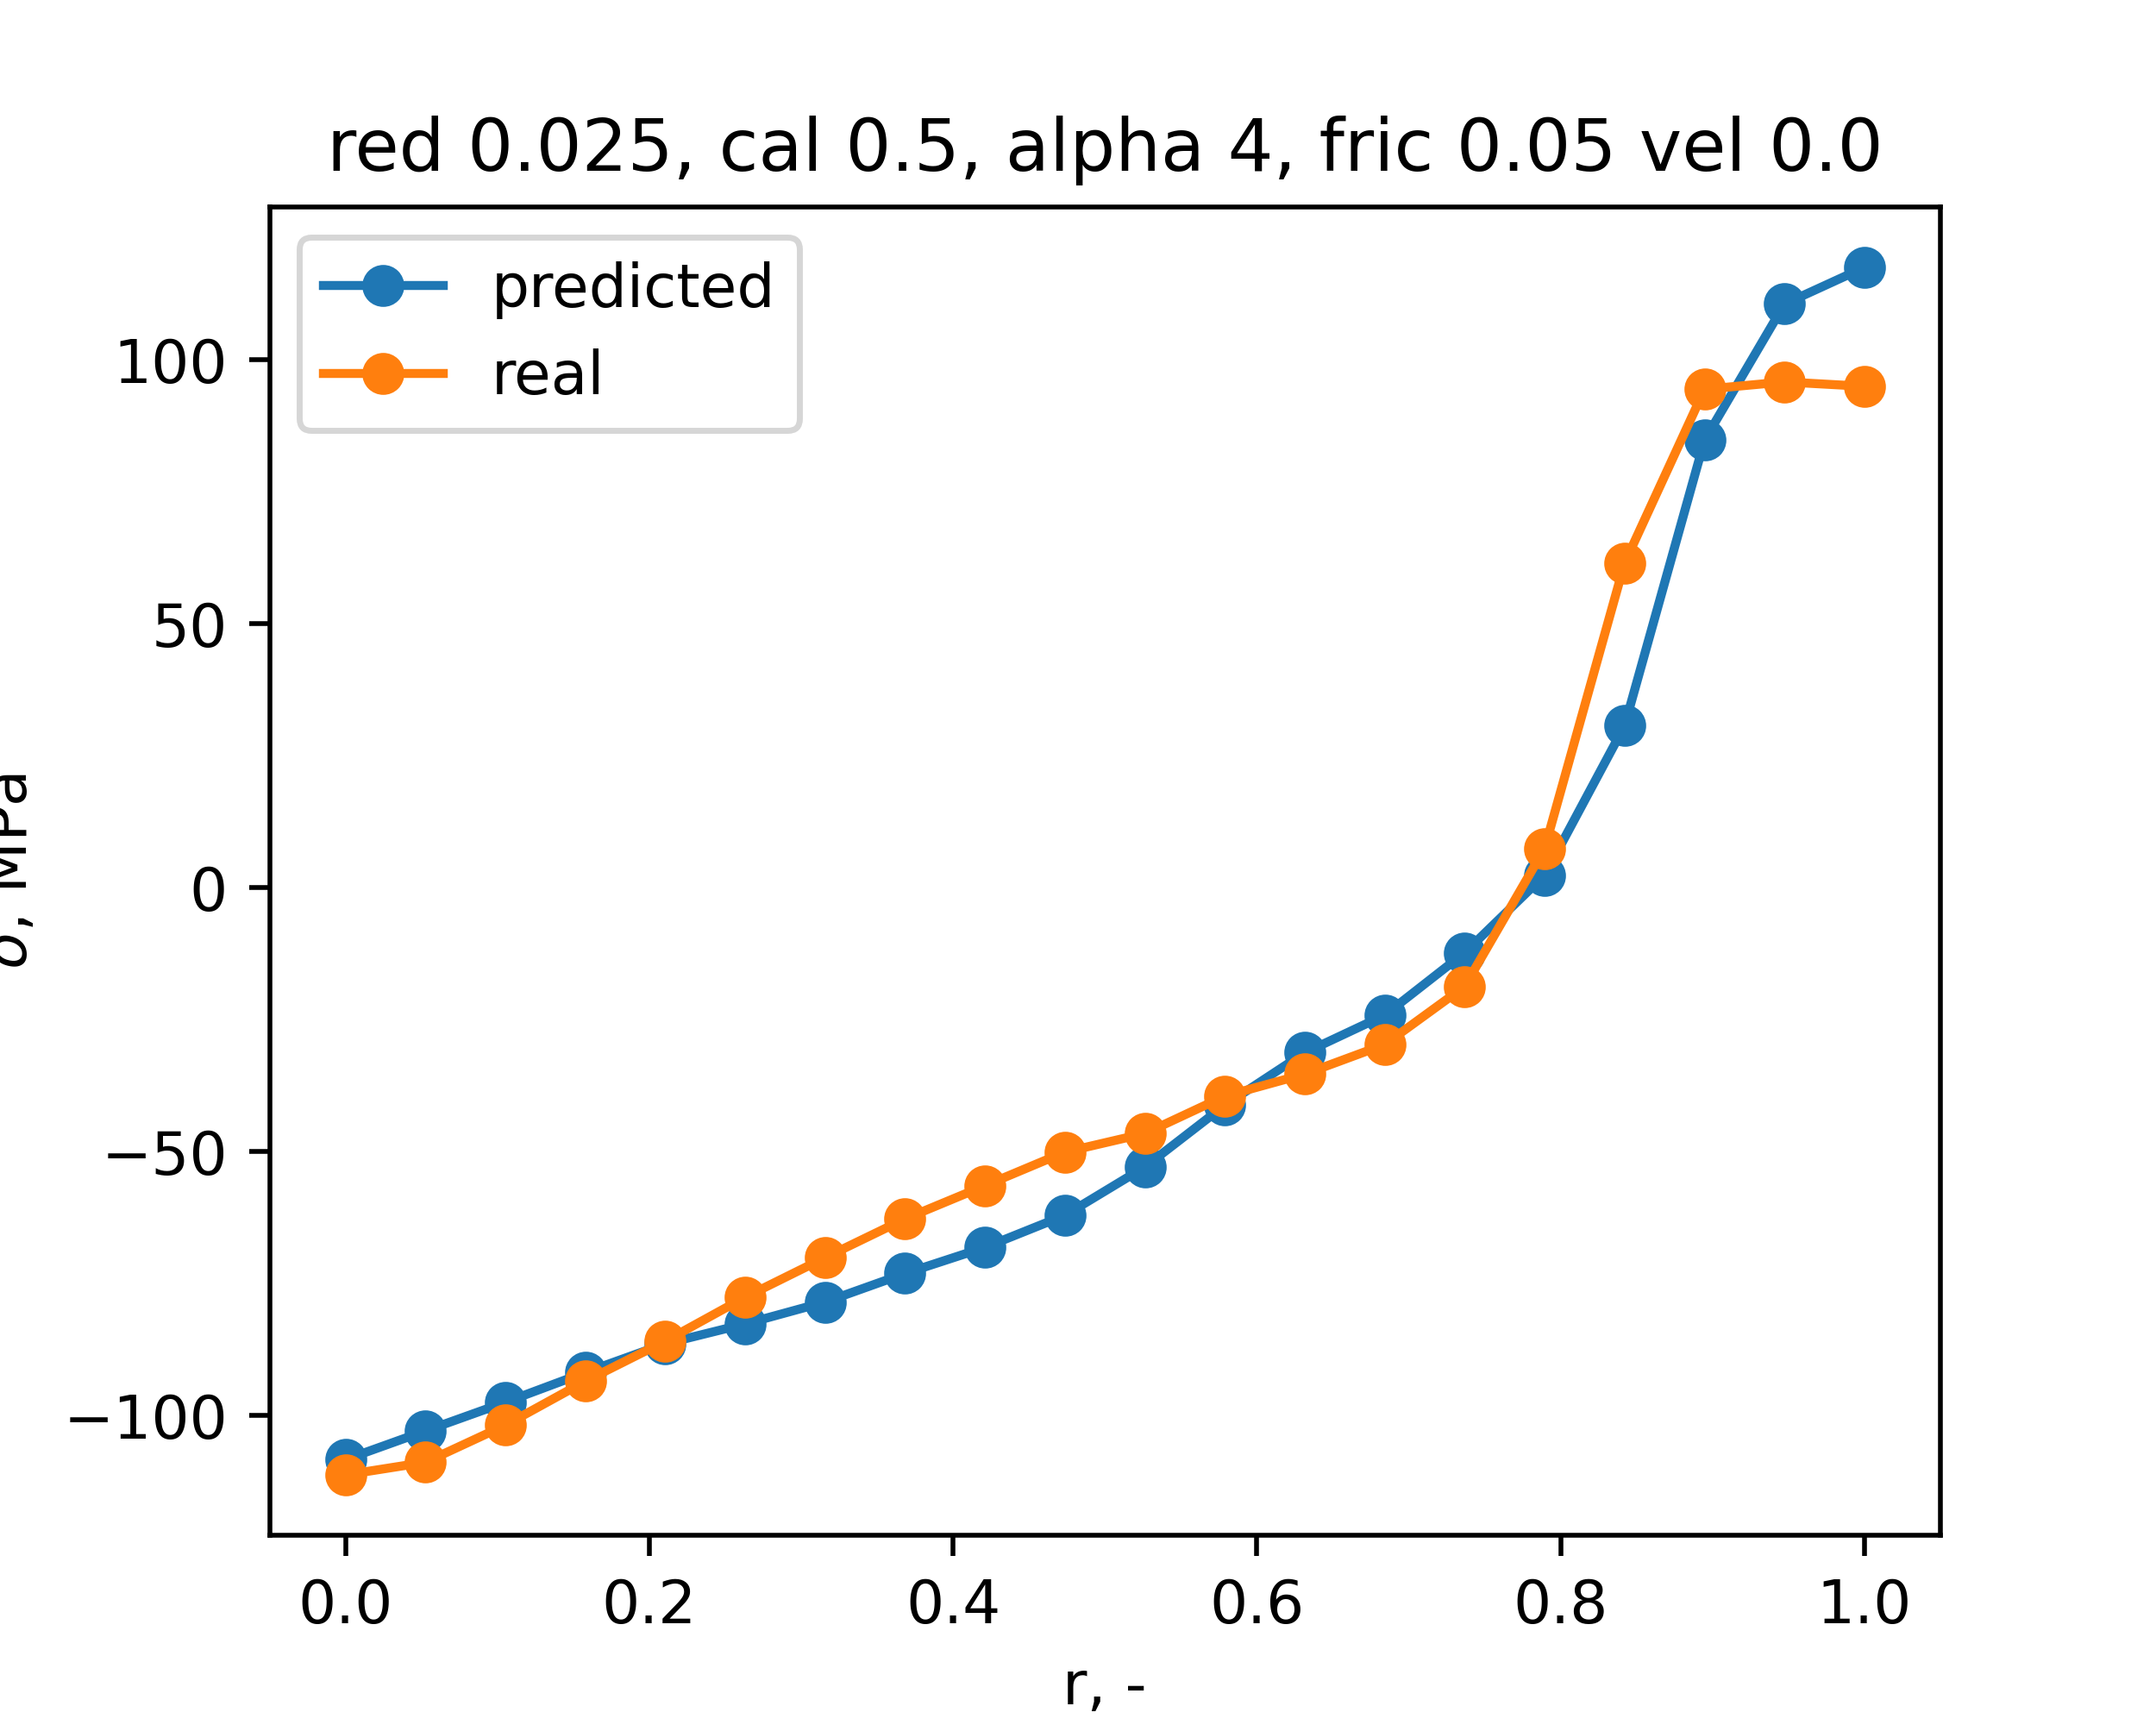 red 0.025, cal 0.5, alpha 4, fric 0.05 vel 0.0
predicted
real
100
50
0
−50
−100
σ, MPa
0.0 0.2 0.4 0.6 0.8 1.0
r, -